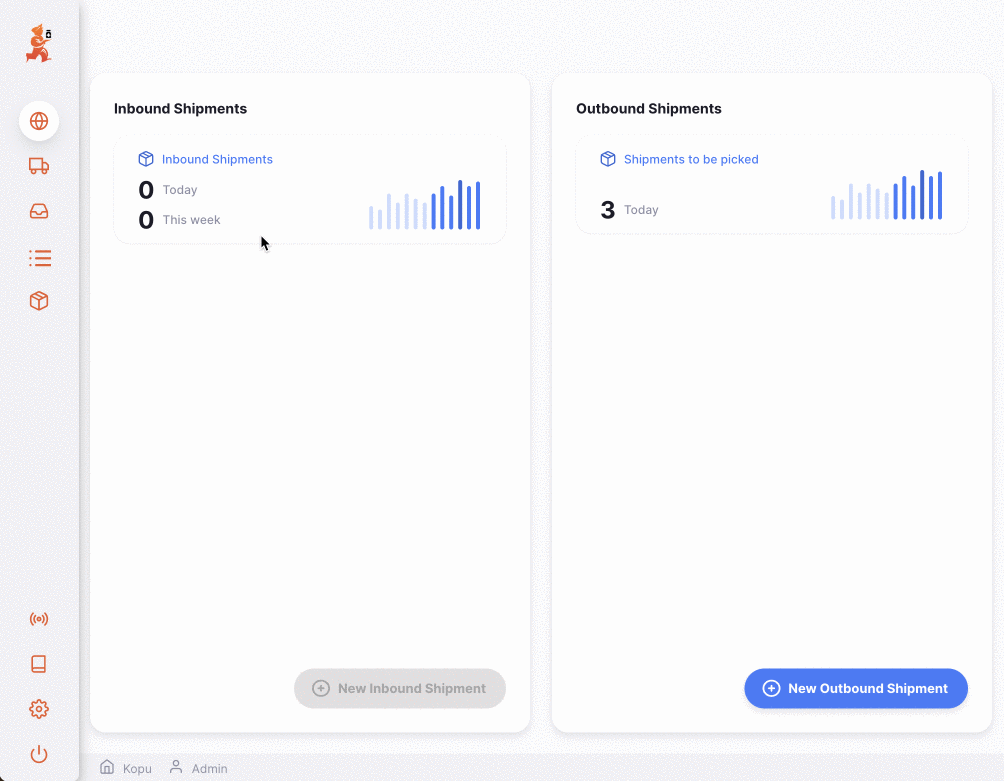 Inbound Shipments
Inbound Shipments
0 Today
0 This week
New Inbound Shipment
Outbound Shipments
Shipments to be picked
3 Today
New Outbound Shipment
Kopu Admin